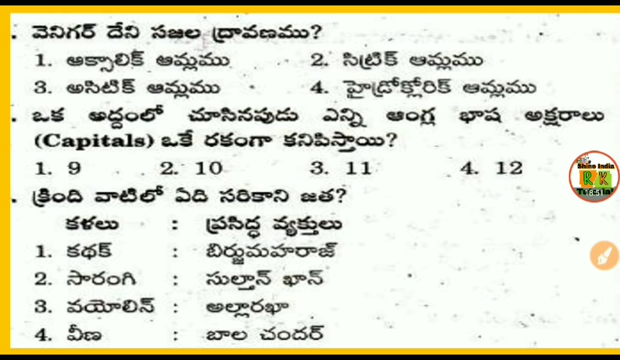 . వెనిగర్ దేని సజల ద్రావణము?
1. ఆక్సాలిక్ ఆమ్లము 2. సిట్రిక్ ఆమ్లము
3. అసిటిక్ ఆమ్లము 4. హైడ్రోక్లోరిక్ ఆమ్లము
. ఒక అద్దంలో చూసినపుడు ఎన్ని ఆంగ్ల భాష అక్షరాలు
(Capitals) ఒకే రకంగా కనిపిస్తాయి?
1. 9 2. 10 3. 11 4. 12
. క్రింది వాటిలో ఏది సరికాని జత?
కళలు : ప్రసిద్ధ వ్యక్తులు
1. కథక్ : బిర్జుమహరాజ్
2. సారంగి : సుల్తాన్ ఖాన్
3. వయోలిన్ : అల్లారఖా
4. వీణ : బాల చందర్
Shine India
RK
Tutorial